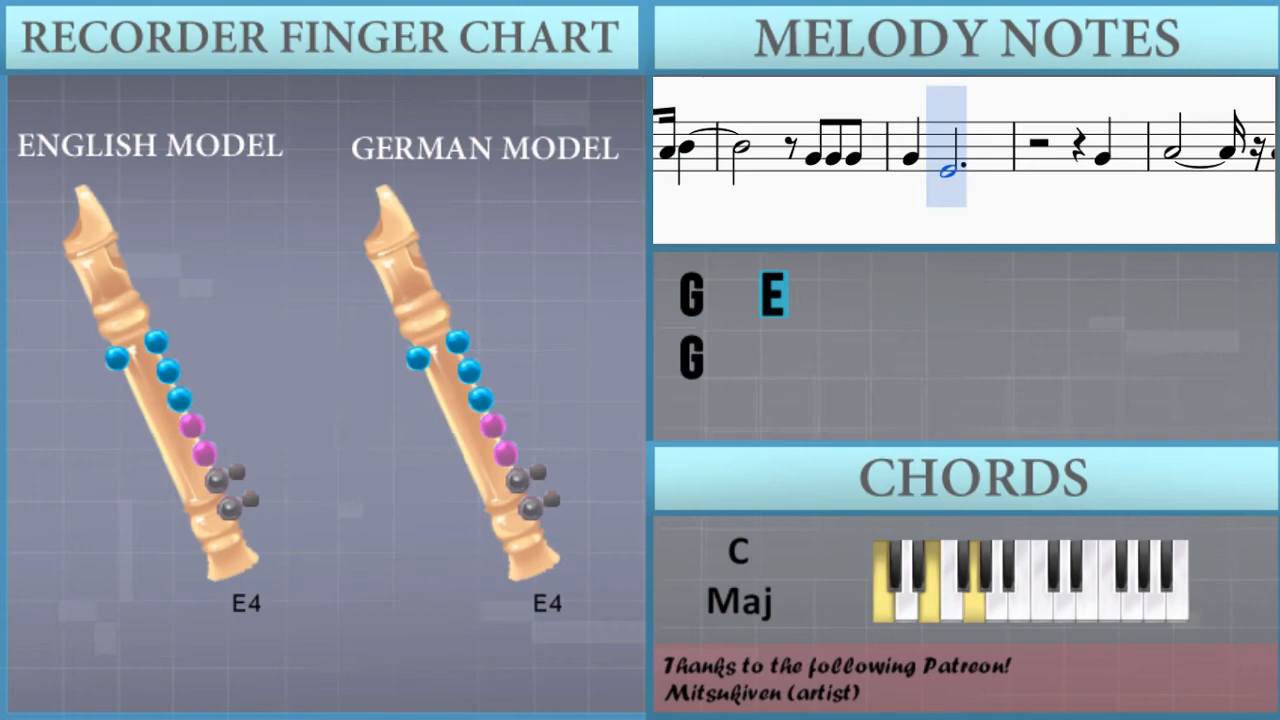 RECORDER FINGER CHART
ENGLISH MODEL
GERMAN MODEL
E4
E4
MELODY NOTES
G E
G
CHORDS
C
Maj
Thanks to the following Patreon!
Mitsukiven (artist)